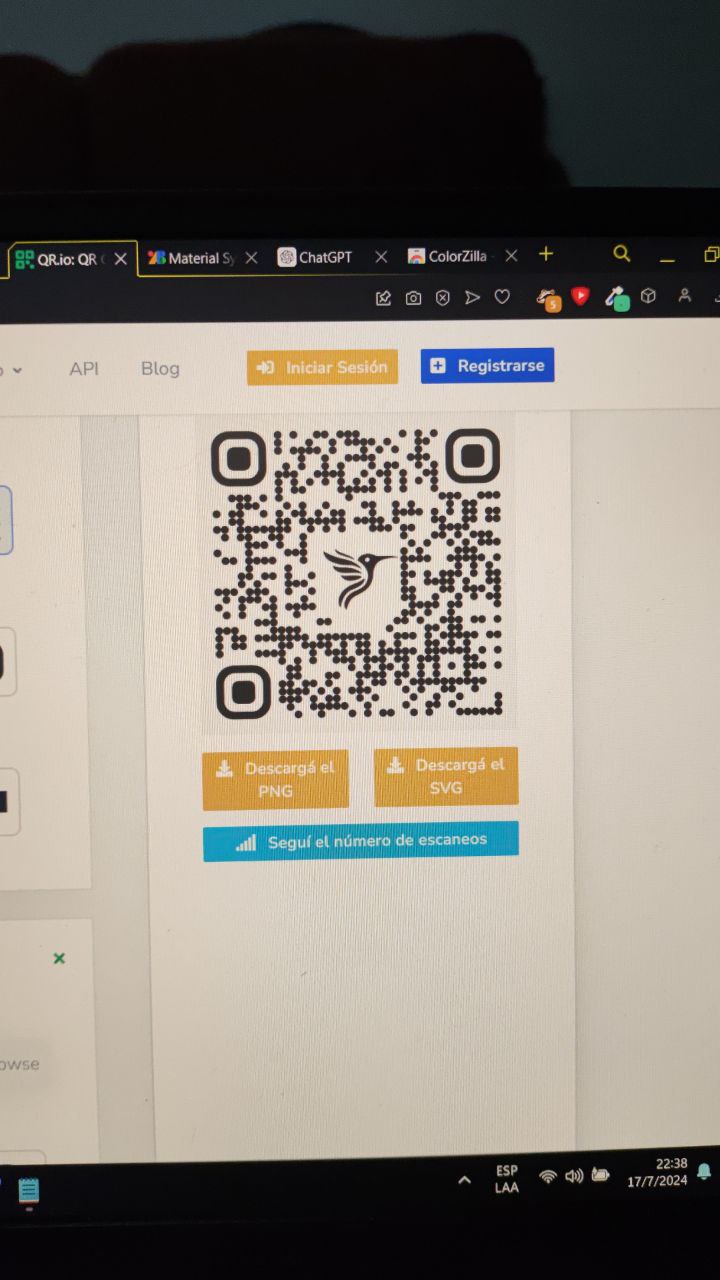 QR.io: QR
Material Sy
ChatGPT
ColorZilla
5
API
Blog
Iniciar Sesión
Registrarse
Descargá el PNG
Descargá el SVG
Seguí el número de escaneos
owse
ESP
LAA
22:38
17/7/2024